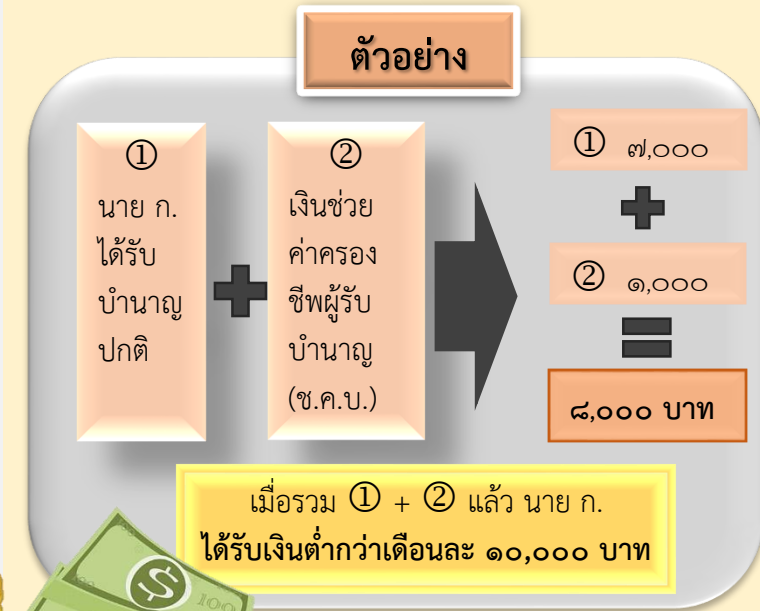 ตัวอย่าง
①
นาย ก.
ได้รับ
บำนาญ
ปกติ
②
เงินช่วย
ค่าครอง
ชีพผู้รับ
บำนาญ
(ช.ค.บ.)
① ๗,๐๐๐
② ๑,๐๐๐
๘,๐๐๐ บาท
เมื่อรวม ① + ② แล้ว นาย ก.
ได้รับเงินต่ำกว่าเดือนละ ๑๐,๐๐๐ บาท
$
100